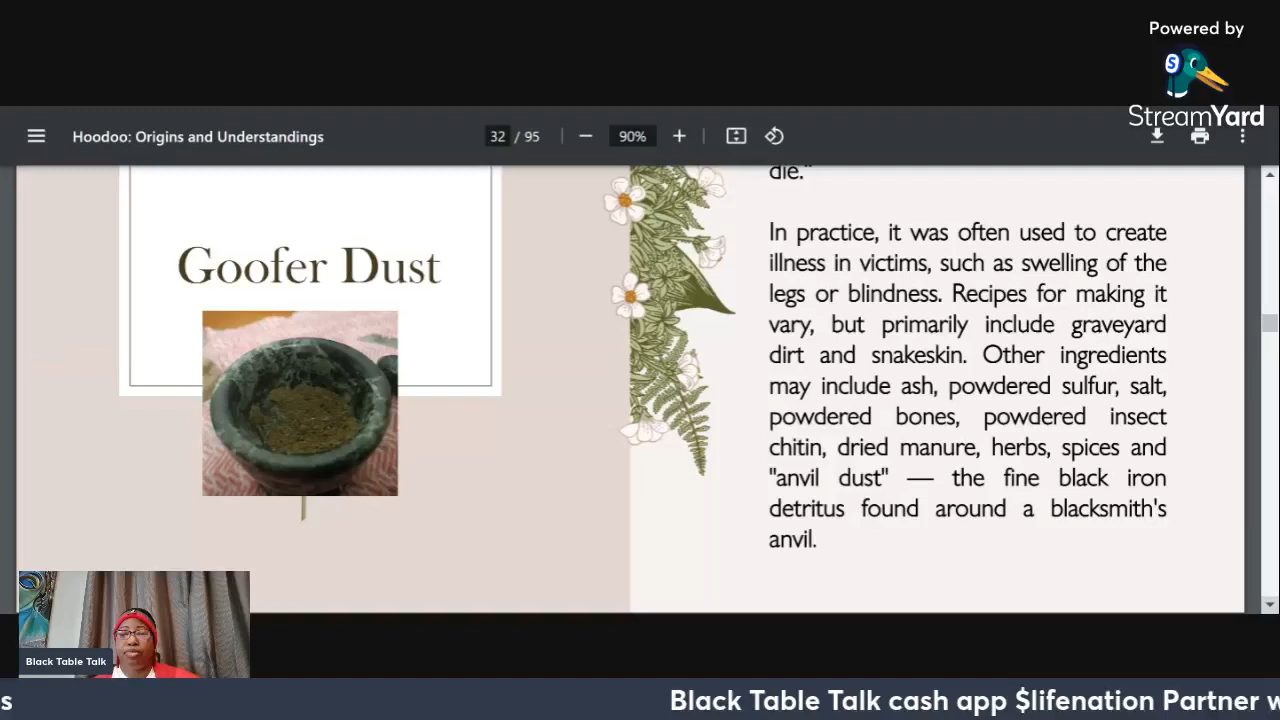 Powered by
StreamYard
Hoodoo: Origins and Understandings
32 / 95
90%
Goofer Dust
die."
In practice, it was often used to create
illness in victims, such as swelling of the
legs or blindness. Recipes for making it
vary, but primarily include graveyard
dirt and snakeskin. Other ingredients
may include ash, powdered sulfur, salt,
powdered bones, powdered insect
chitin, dried manure, herbs, spices and
"anvil dust" — the fine black iron
detritus found around a blacksmith's
anvil.
Black Table Talk
s Black Table Talk cash app $lifenation Partner w